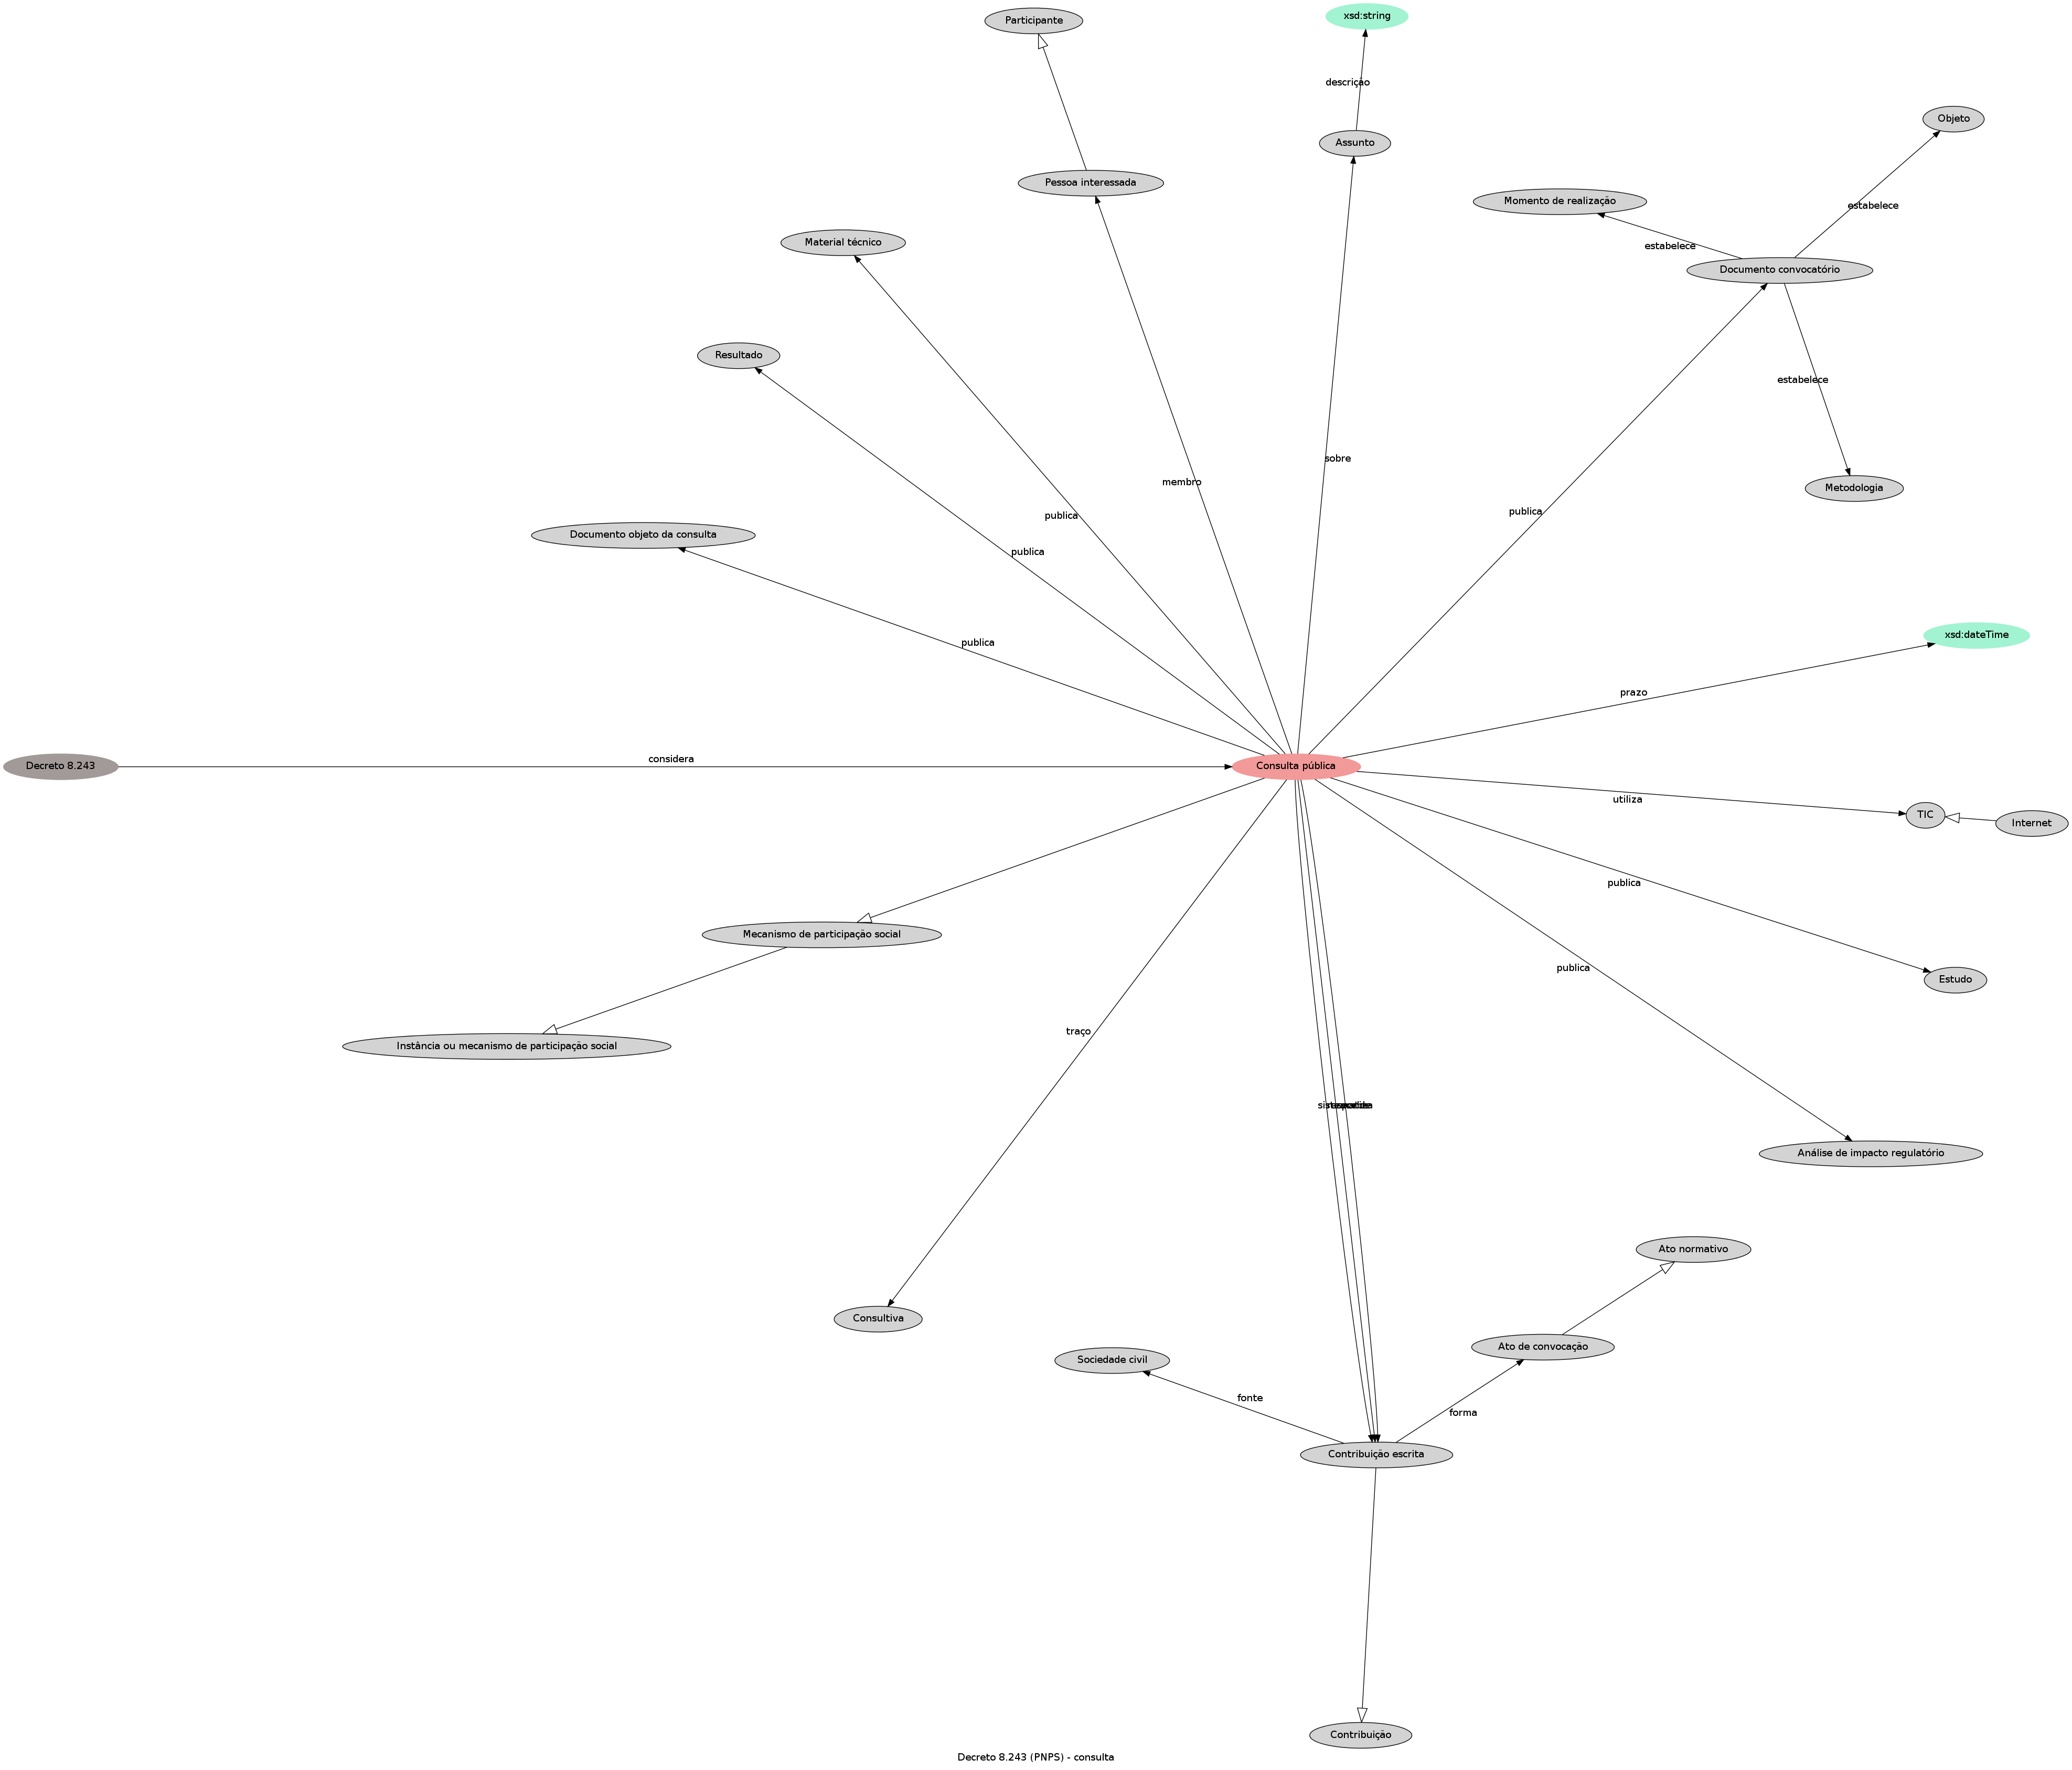 Participante
xsd:string
descrição
Objeto
Assunto
Pessoa interessada
Momento de realização
estabelece
Material técnico
estabelece
Documento convocatório
Resultado
estabelece
sobre
membro
Metodologia
publica
publica
Documento objeto da consulta
publica
xsd:dateTime
publica
prazo
considera
Decreto 8.243
Consulta pública
utiliza
TIC
Internet
publica
Mecanismo de participação social
publica
Estudo
traço
Instância ou mecanismo de participação social
Análise de impacto regulatório
Ato normativo
Consultiva
Ato de convocação
Sociedade civil
fonte
forma
Contribuição escrita
Contribuição
Decreto 8.243 (PNPS) - consulta